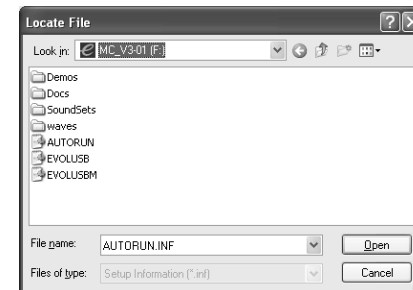 Locate File
Look in: MC_V3-01 (F:)
Demos
Docs
SoundSets
waves
AUTORUN
EVOLUSB
EVOLUSBM
File name: AUTORUN.INF Open
Files of type: Setup Information (*.inf) Cancel